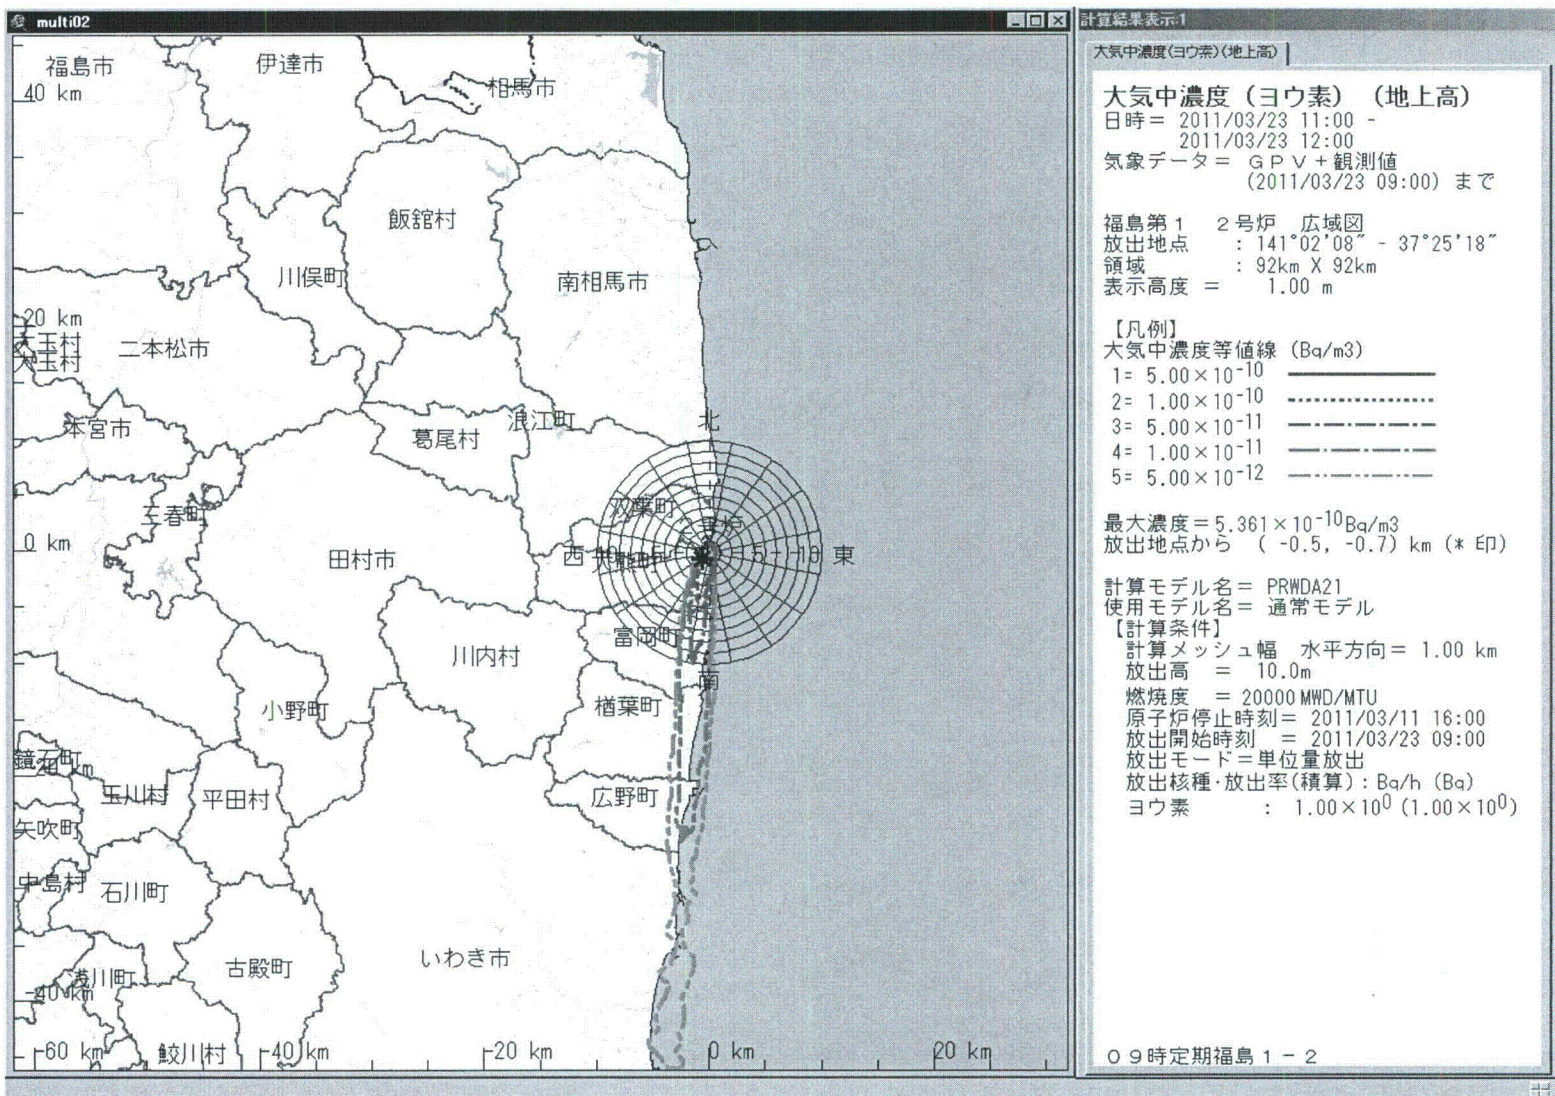 multi02
福島市
伊達市
40 km
相馬市
飯舘村
川俣町
南相馬市
20 km
大玉村
大玉村
二本松市
本宮市
浪江町
葛尾村
北
三春町
双葉町
0 km
田村市
西
大熊町
10
東
富岡町
川内村
南
小野町
楢葉町
鏡石町
玉川村
平田村
広野町
矢吹町
中島村
石川町
いわき市
浅川町
古殿町
-40 km
鮫川村
-60 km
-40 km
-20 km
0 km
20 km
計算結果表示:1
大気中濃度(ヨウ素)(地上高)
大気中濃度(ヨウ素) (地上高)
日時= 2011/03/23 11:00 -
2011/03/23 12:00
気象データ= GPV+観測値
(2011/03/23 09:00) まで
福島第1 2号炉 広域図
放出地点 : 141°02'08" - 37°25'18"
領域 : 92km X 92km
表示高度 = 1.00 m
【凡例】
大気中濃度等値線 (Bq/m3)
1= 5.00×10-10
2= 1.00×10-10
3= 5.00×10-11
4= 1.00×10-11
5= 5.00×10-12
最大濃度=5.361×10-10Bq/m3
放出地点から ( -0.5, -0.7) km (* 印)
計算モデル名= PRWDA21
使用モデル名= 通常モデル
【計算条件】
計算メッシュ幅 水平方向= 1.00 km
放出高 = 10.0m
燃焼度 = 20000MWD/MTU
原子炉停止時刻= 2011/03/11 16:00
放出開始時刻 = 2011/03/23 09:00
放出モード=単位量放出
放出核種・放出率(積算):Bq/h (Bq)
ヨウ素 : 1.00×100 (1.00×100)
09時定期福島1-2